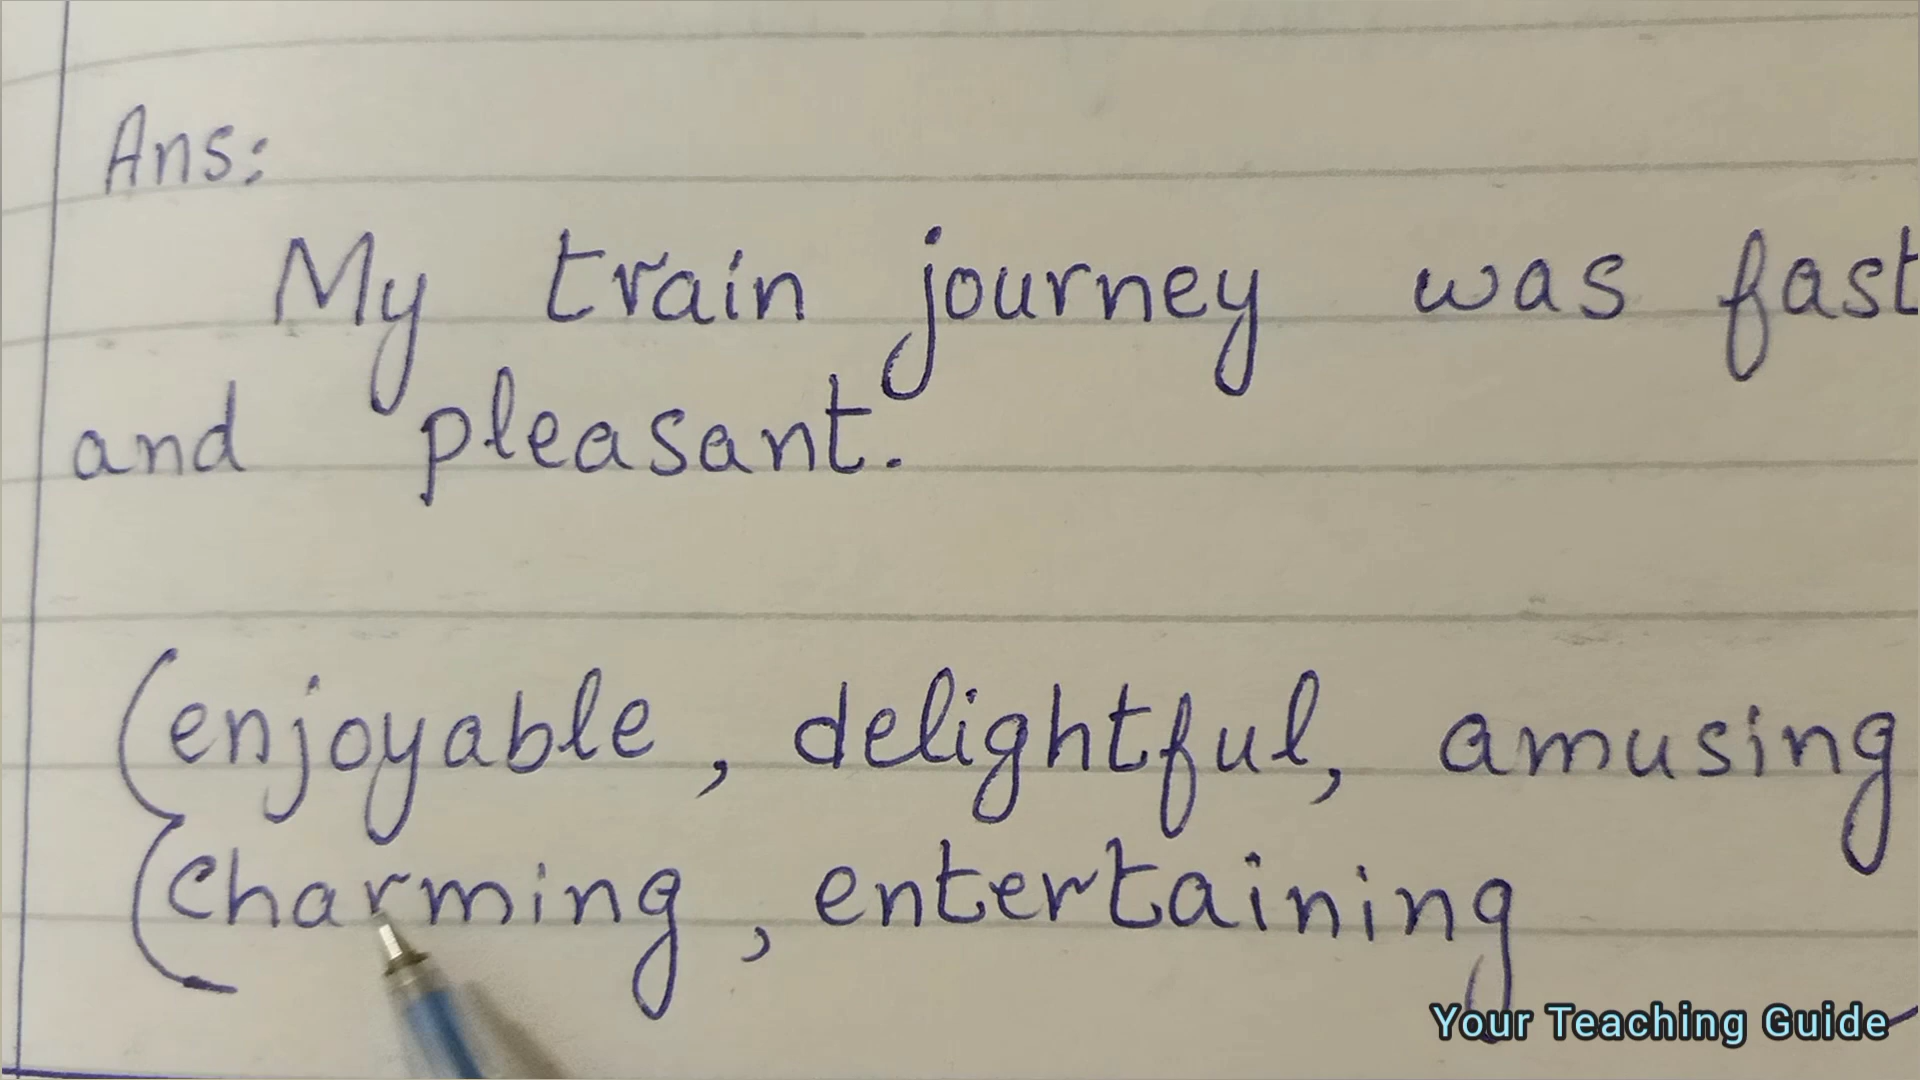 Ans:
My train journey was fast
and pleasant.
(enjoyable, delightful, amusing
(charming, entertaining
Your Teaching Guide